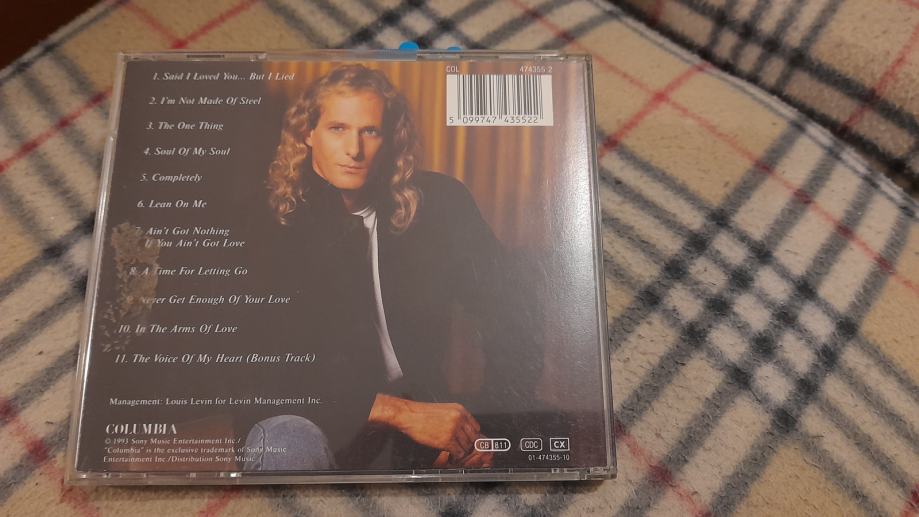 1. Said I Loved You... But I Lied
2. I'm Not Made Of Steel
3. The One Thing
4. Soul Of My Soul
5. Completely
6. Lean On Me
Ain't Got Nothing
You Ain't Got Love
8. A Time For Letting Go
Never Get Enough Of Your Love
10. In The Arms Of Love
11. The Voice Of My Heart (Bonus Track)
Management: Louis Levin for Levin Management Inc.
COLUMBIA
© 1993 Sony Music Entertainment Inc./
"Columbia" is the exclusive trademark of Sony Music
Entertainment Inc./Distribution Sony Music
COL 474355 2
5 099747 435522
CB 811 CDC CX
01-474355-10